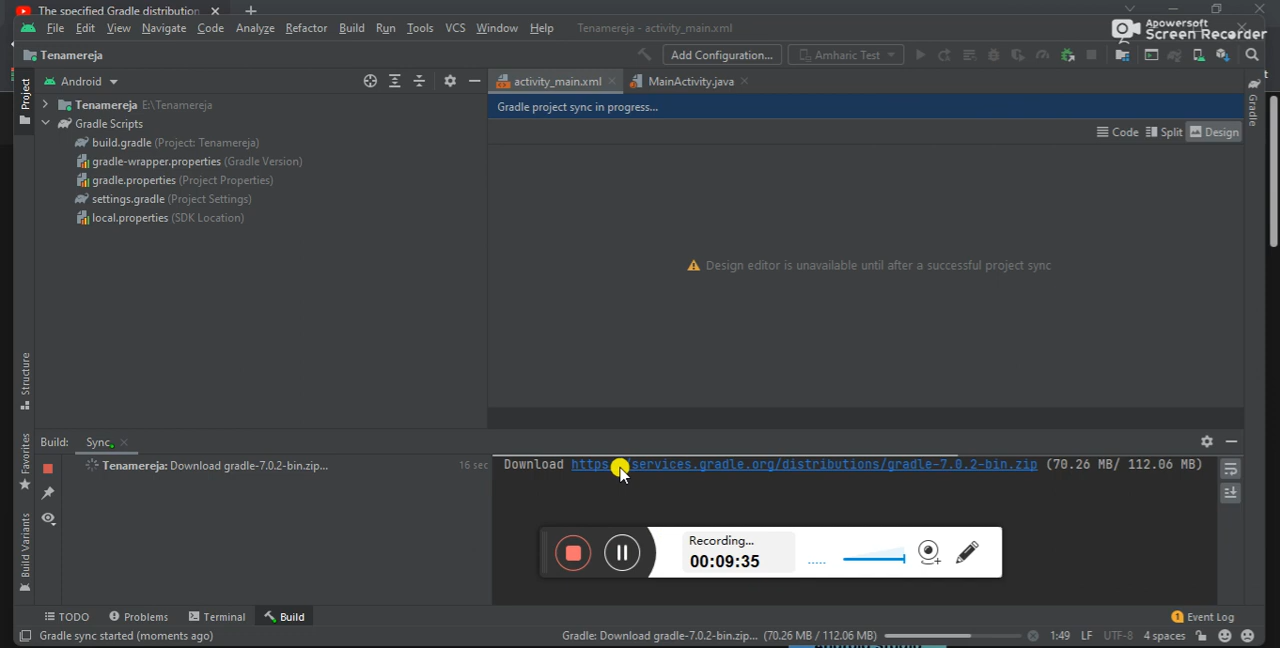 The specified Gradle distribution
File Edit View Navigate Code Analyze Refactor Build Run Tools VCS Window Help Tenamereja - activity_main.xml
Apowersoft
Screen Recorder
Tenamereja
Add Configuration...
Amharic Test
Project
Android
activity_main.xml
MainActivity.java
Gradle
Tenamereja E:\Tenamereja
Gradle project sync in progress...
Gradle Scripts
Code Split Design
build.gradle (Project: Tenamereja)
gradle-wrapper.properties (Gradle Version)
gradle.properties (Project Properties)
settings.gradle (Project Settings)
local.properties (SDK Location)
Design editor is unavailable until after a successful project sync
Structure
Favorites
Build Variants
Build: Sync
Tenamereja: Download gradle-7.0.2-bin.zip... 16 sec
Download https services.gradle.org/distributions/gradle-7.0.2-bin.zip (70.26 MB/ 112.06 MB)
Recording...
00:09:35
TODO Problems Terminal Build 1 Event Log
Gradle sync started (moments ago) Gradle: Download gradle-7.0.2-bin.zip... (70.26 MB / 112.06 MB) 1:49 LF UTF-8 4 spaces